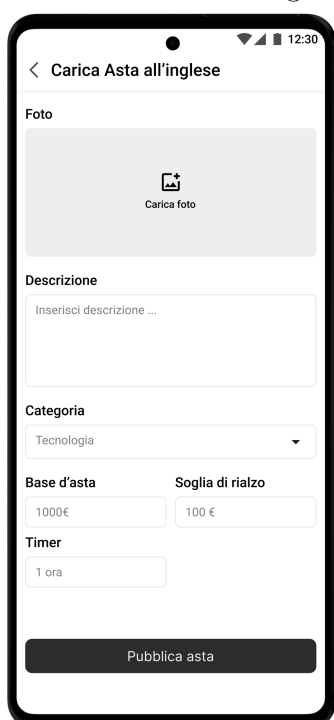 12:30
Carica Asta all'inglese
Foto
Carica foto
Descrizione
Inserisci descrizione ...
Categoria
Tecnologia
Base d'asta Soglia di rialzo
1000€ 100 €
Timer
1 ora
Pubblica asta